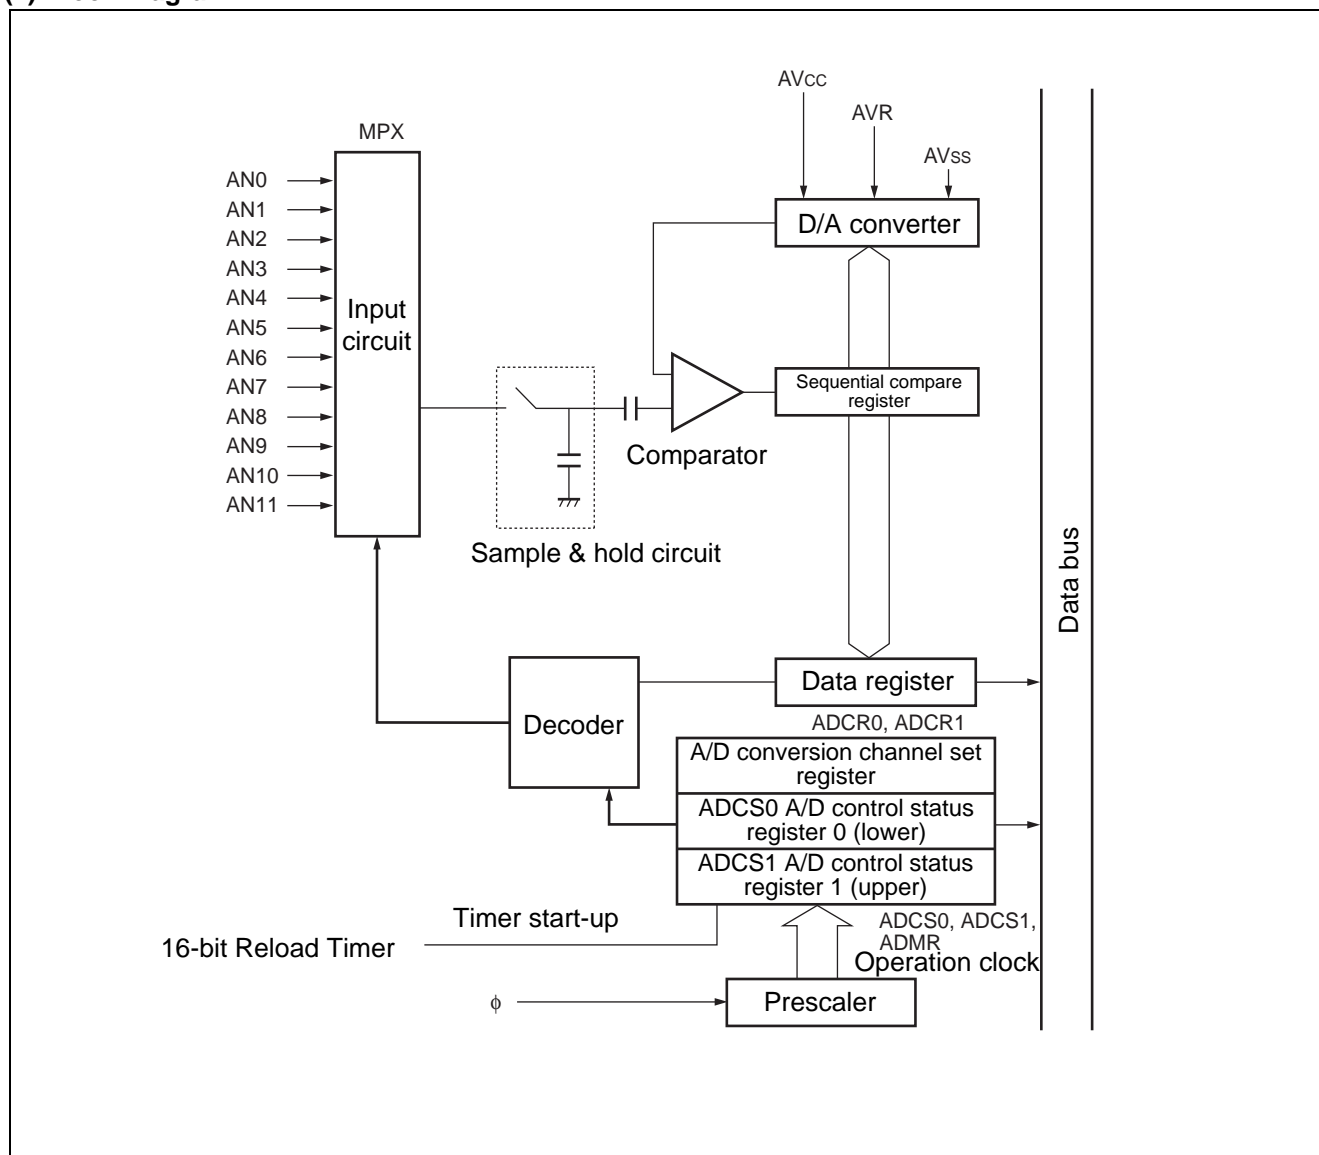 MPX
AN0
AN1
AN2
AN3
AN4
AN5
AN6
AN7
AN8
AN9
AN10
AN11
Input
circuit
AVCC
AVR
AVSS
D/A converter
Sequential compare
register
Comparator
Sample & hold circuit
Data bus
Decoder
Data register
ADCR0, ADCR1
A/D conversion channel set
register
ADCS0 A/D control status
register 0 (lower)
ADCS1 A/D control status
register 1 (upper)
Timer start-up
16-bit Reload Timer
ADCS0, ADCS1,
ADMR
Operation clock
ϕ
Prescaler